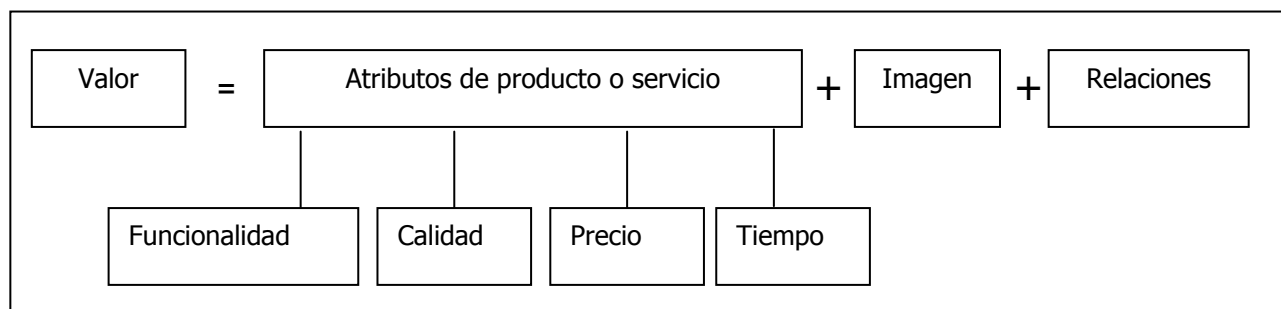 Valor = Atributos de producto o servicio + Imagen + Relaciones
Funcionalidad Calidad Precio Tiempo